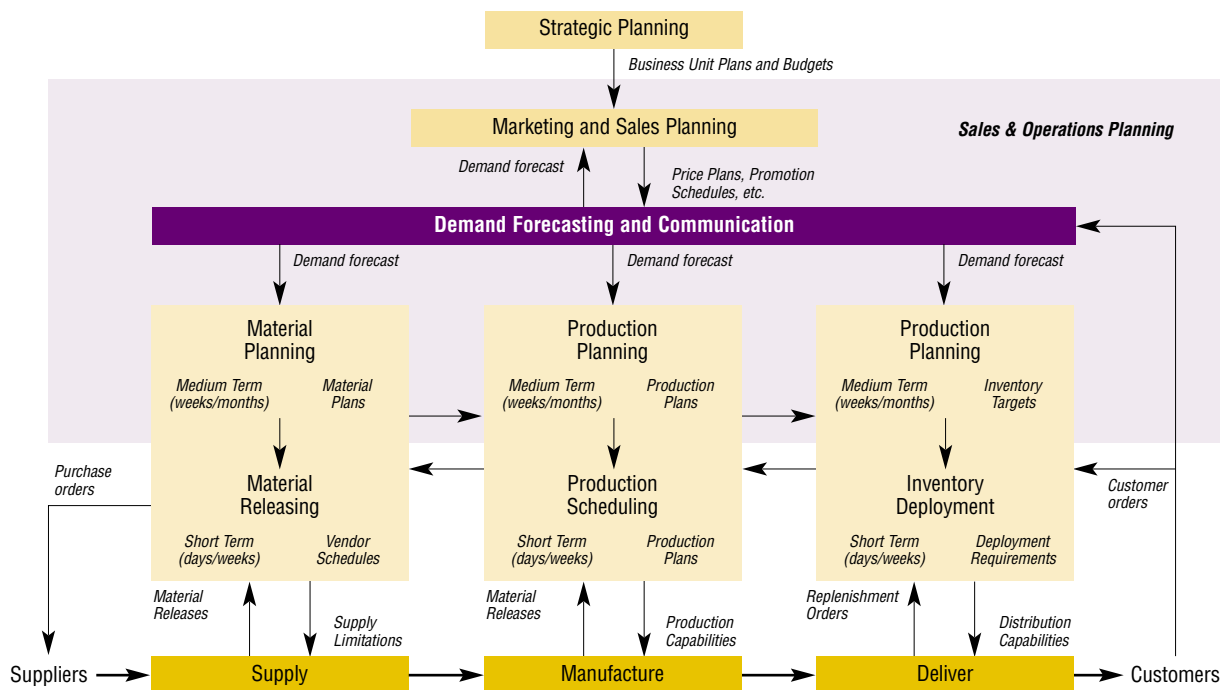 Strategic Planning
Business Unit Plans and Budgets
Marketing and Sales Planning
Sales & Operations Planning
Demand forecast
Price Plans, Promotion
Schedules, etc.
Demand Forecasting and Communication
Demand forecast
Demand forecast
Demand forecast
Material
Planning
Medium Term
(weeks/months)
Material
Plans
Production
Planning
Medium Term
(weeks/months)
Production
Plans
Production
Planning
Medium Term
(weeks/months)
Inventory
Targets
Purchase
orders
Material
Releasing
Short Term
(days/weeks)
Vendor
Schedules
Production
Scheduling
Short Term
(days/weeks)
Production
Plans
Inventory
Deployment
Short Term
(days/weeks)
Deployment
Requirements
Customer
orders
Material
Releases
Supply
Limitations
Material
Releases
Production
Capabilities
Replenishment
Orders
Distribution
Capabilities
Suppliers
Supply
Manufacture
Deliver
Customers